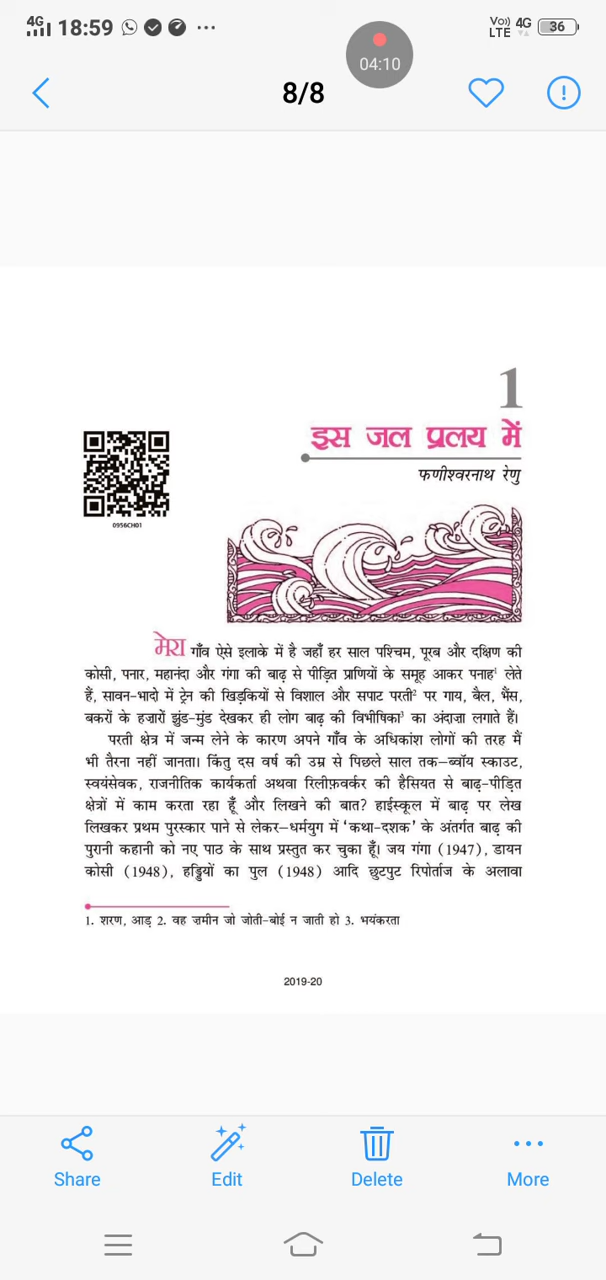 4G 18:59 ... Vo)) LTE 4G 36
04:10
8/8
1
इस जल प्रलय में
फणीश्वरनाथ रेणु
0956CH01
मेरा गाँव ऐसे इलाके में है जहाँ हर साल पश्चिम, पूरब और दक्षिण की
कोसी, पनार, महानंदा और गंगा की बाढ़ से पीड़ित प्राणियों के समूह आकर पनाह¹ लेते
हैं, सावन-भादो में ट्रेन की खिड़कियों से विशाल और सपाट परती² पर गाय, बैल, भैंस,
बकरों के हज़ारों झुंड-मुंड देखकर ही लोग बाढ़ की विभीषिका³ का अंदाज़ा लगाते हैं।
परती क्षेत्र में जन्म लेने के कारण अपने गाँव के अधिकांश लोगों की तरह मैं
भी तैरना नहीं जानता। किंतु दस वर्ष की उम्र से पिछले साल तक–ब्वॉय स्काउट,
स्वयंसेवक, राजनीतिक कार्यकर्ता अथवा रिलीफ़वर्कर की हैसियत से बाढ़-पीड़ित
क्षेत्रों में काम करता रहा हूँ और लिखने की बात? हाईस्कूल में बाढ़ पर लेख
लिखकर प्रथम पुरस्कार पाने से लेकर–धर्मयुग में ‘कथा-दशक’ के अंतर्गत बाढ़ की
पुरानी कहानी को नए पाठ के साथ प्रस्तुत कर चुका हूँ। जय गंगा (1947), डायन
कोसी (1948), हड्डियों का पुल (1948) आदि छुटपुट रिपोर्ताज के अलावा
1. शरण, आड़ 2. वह ज़मीन जो जोती-बोई न जाती हो 3. भयंकरता
2019-20
Share Edit Delete More